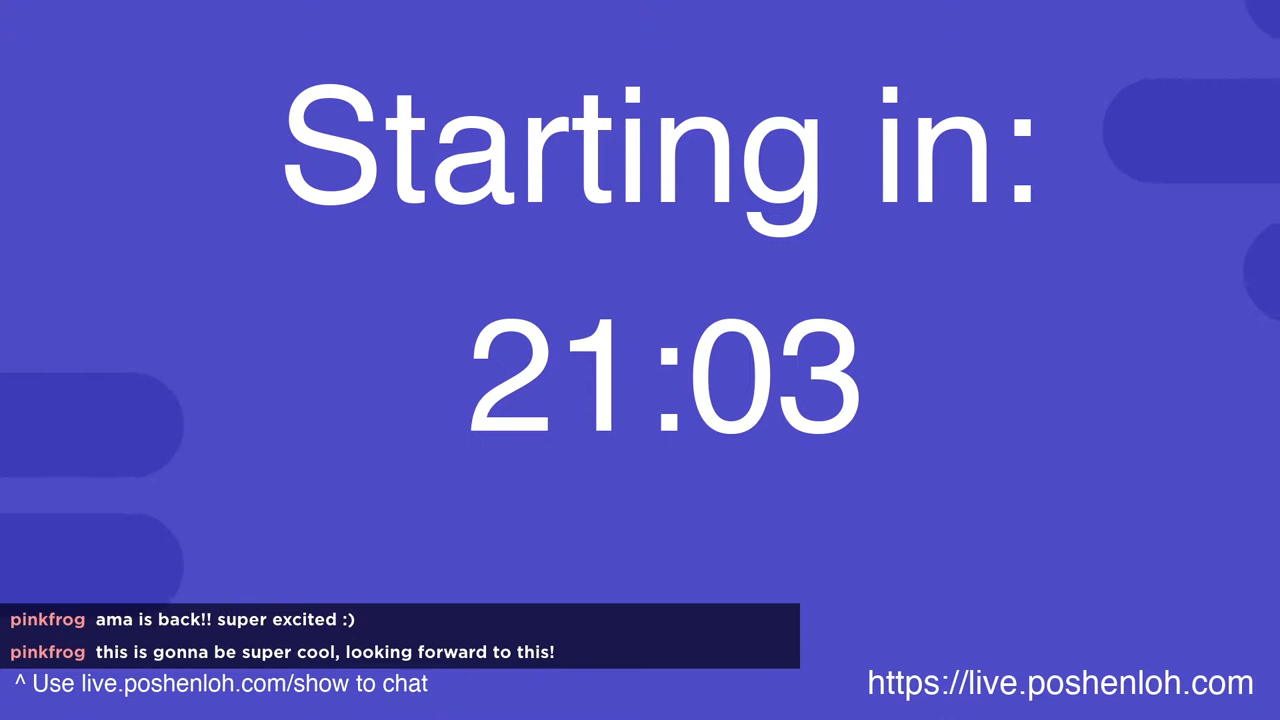 Starting in:
21:03
pinkfrog ama is back!! super excited :)
pinkfrog this is gonna be super cool, looking forward to this!
^ Use live.poshenloh.com/show to chat
https://live.poshenloh.com